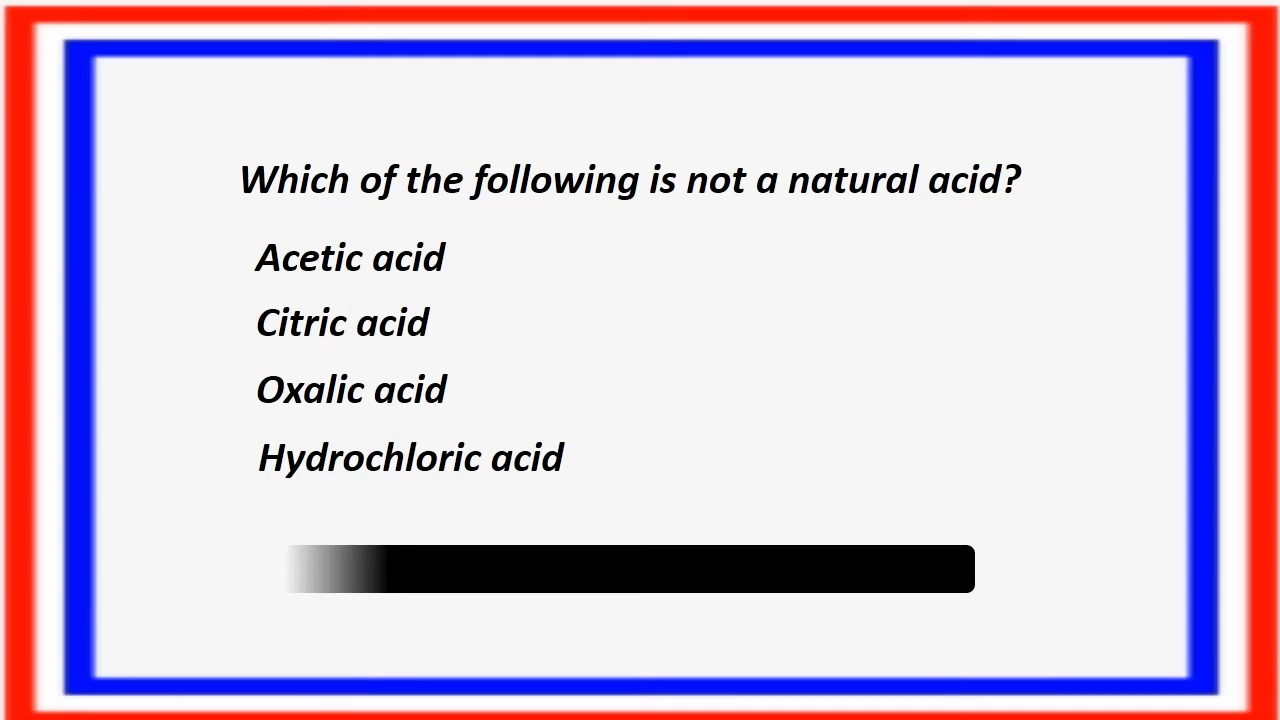 Which of the following is not a natural acid?
Acetic acid
Citric acid
Oxalic acid
Hydrochloric acid